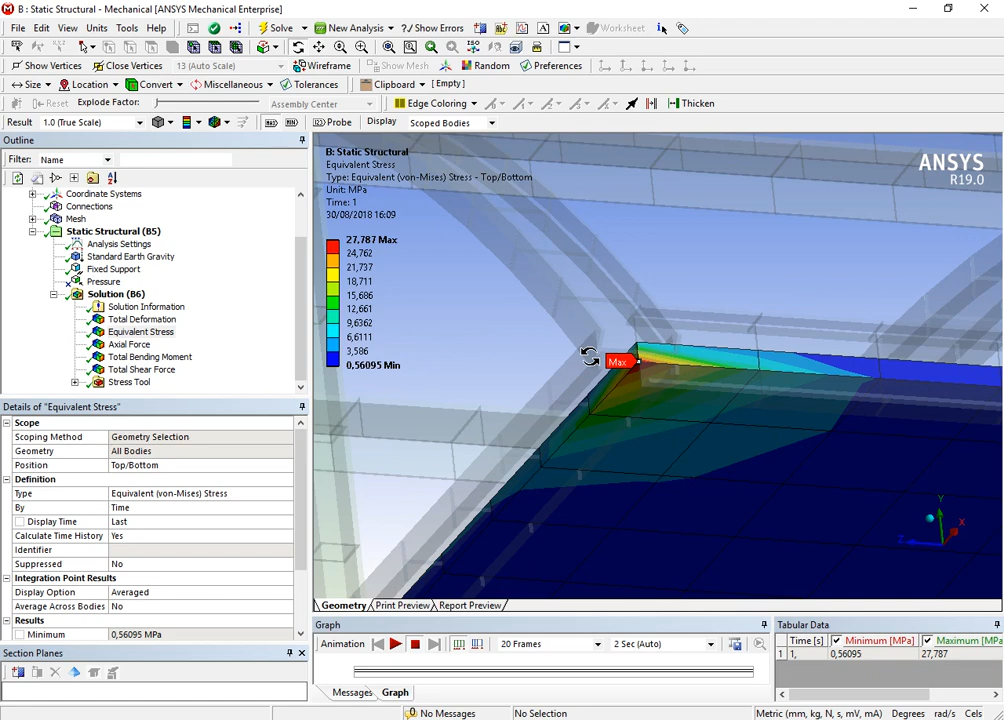 B : Static Structural - Mechanical [ANSYS Mechanical Enterprise]
File Edit View Units Tools Help Solve New Analysis Show Errors Worksheet
Show Vertices Close Vertices 13 (Auto Scale) Wireframe Show Mesh Random Preferences
Size Location Convert Miscellaneous Tolerances Clipboard [ Empty ]
Reset Explode Factor: Assembly Center Edge Coloring Thicken
Result 1.0 (True Scale) Probe Display Scoped Bodies
Outline
Filter: Name
Coordinate Systems
Connections
Mesh
Static Structural (B5)
Analysis Settings
Standard Earth Gravity
Fixed Support
Pressure
Solution (B6)
Solution Information
Total Deformation
Equivalent Stress
Axial Force
Total Bending Moment
Total Shear Force
Stress Tool
Details of "Equivalent Stress"
Scope
Scoping Method Geometry Selection
Geometry All Bodies
Position Top/Bottom
Definition
Type Equivalent (von-Mises) Stress
By Time
Display Time Last
Calculate Time History Yes
Identifier
Suppressed No
Integration Point Results
Display Option Averaged
Average Across Bodies No
Results
Minimum 0,56095 MPa
Section Planes
B: Static Structural
Equivalent Stress
Type: Equivalent (von-Mises) Stress - Top/Bottom
Unit: MPa
Time: 1
30/08/2018 16:09
27,787 Max
24,762
21,737
18,711
15,686
12,661
9,6362
6,6111
3,586
0,56095 Min
ANSYS
R19.0
Max
Y
X
Z
Geometry Print Preview Report Preview
Graph
Animation 20 Frames 2 Sec (Auto)
Messages Graph
Tabular Data
Time [s] Minimum [MPa] Maximum [MPa
1 1, 0,56095 27,787
No Messages No Selection Metric (mm, kg, N, s, mV, mA) Degrees rad/s Cels